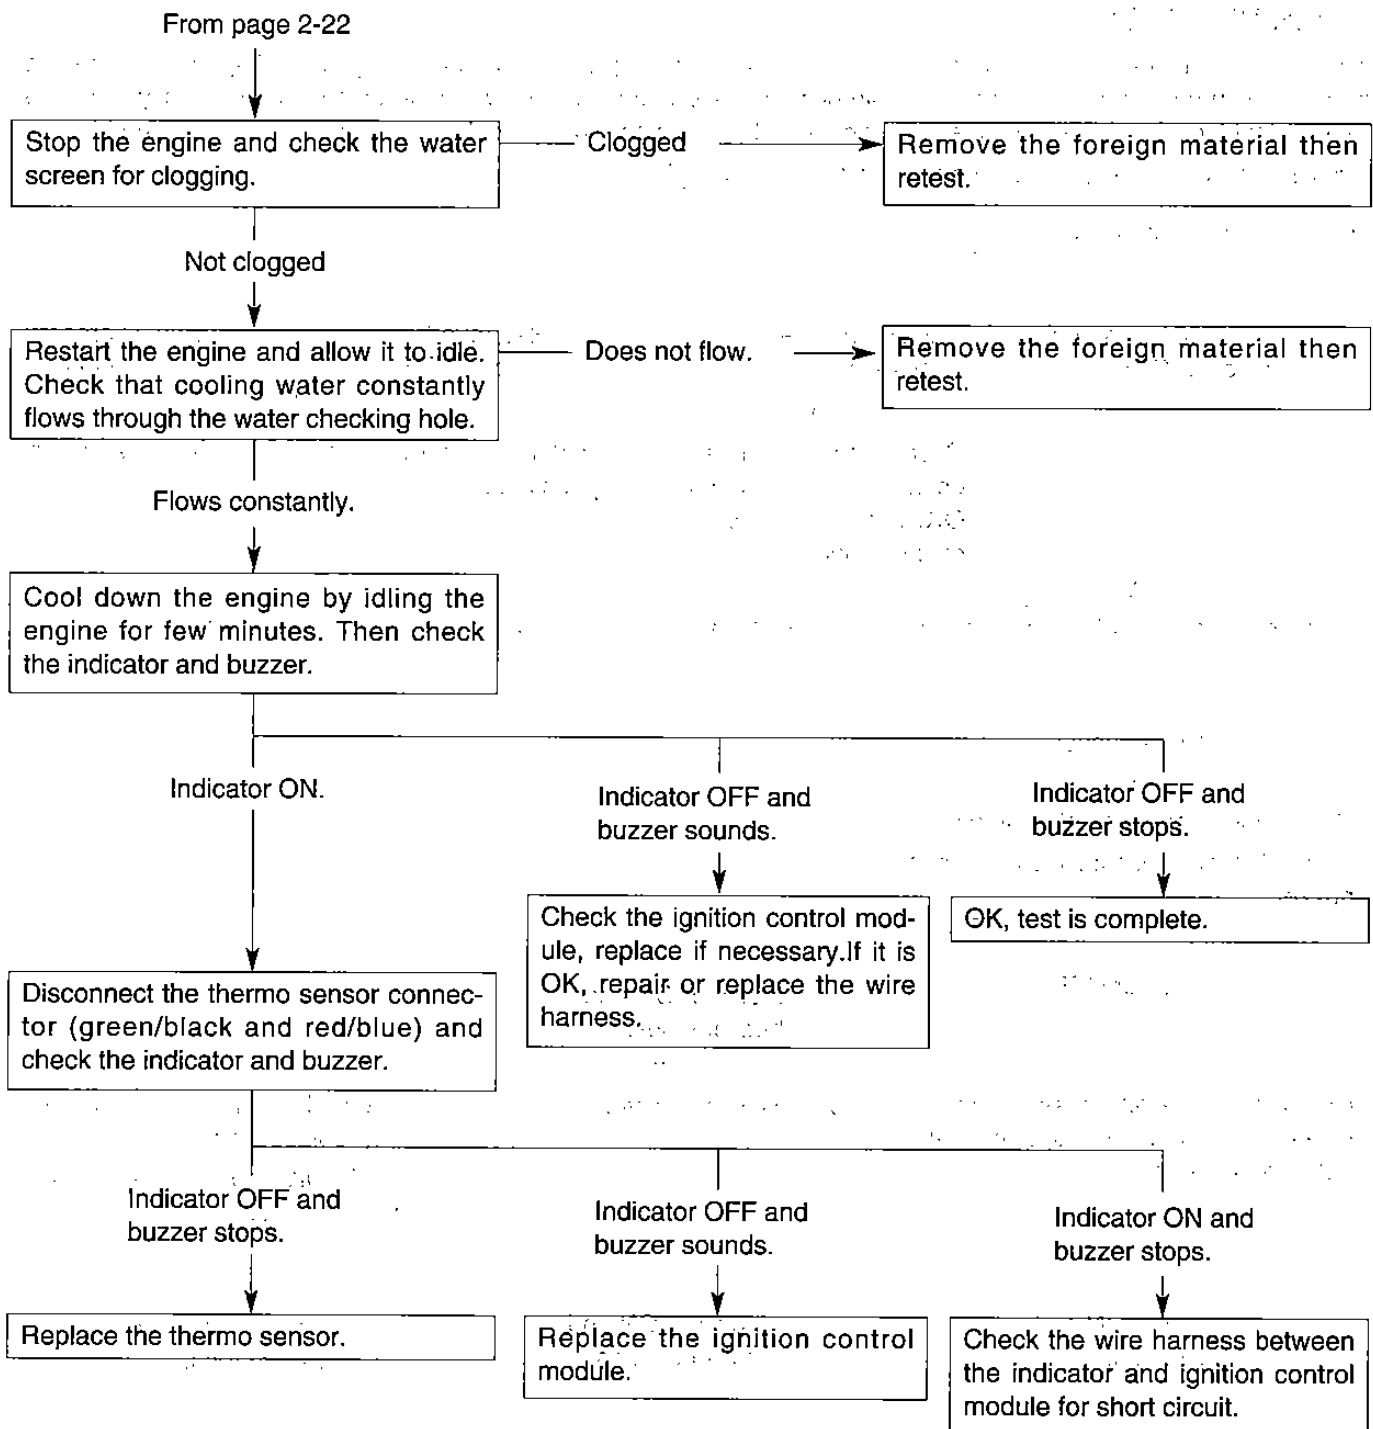 From page 2-22
Stop the engine and check the water
screen for clogging.
Clogged
Remove the foreign material then
retest.
Not clogged
Restart the engine and allow it to idle.
Check that cooling water constantly
flows through the water checking hole.
Does not flow.
Remove the foreign material then
retest.
Flows constantly.
Cool down the engine by idling the
engine for few minutes. Then check
the indicator and buzzer.
Indicator ON.
Indicator OFF and
buzzer sounds.
Indicator OFF and
buzzer stops.
Check the ignition control mod-
ule, replace if necessary.If it is
OK, repair or replace the wire
harness.
OK, test is complete.
Disconnect the thermo sensor connec-
tor (green/black and red/blue) and
check the indicator and buzzer.
Indicator OFF and
buzzer stops.
Indicator OFF and
buzzer sounds.
Indicator ON and
buzzer stops.
Replace the thermo sensor.
Replace the ignition control
module.
Check the wire harness between
the indicator and ignition control
module for short circuit.